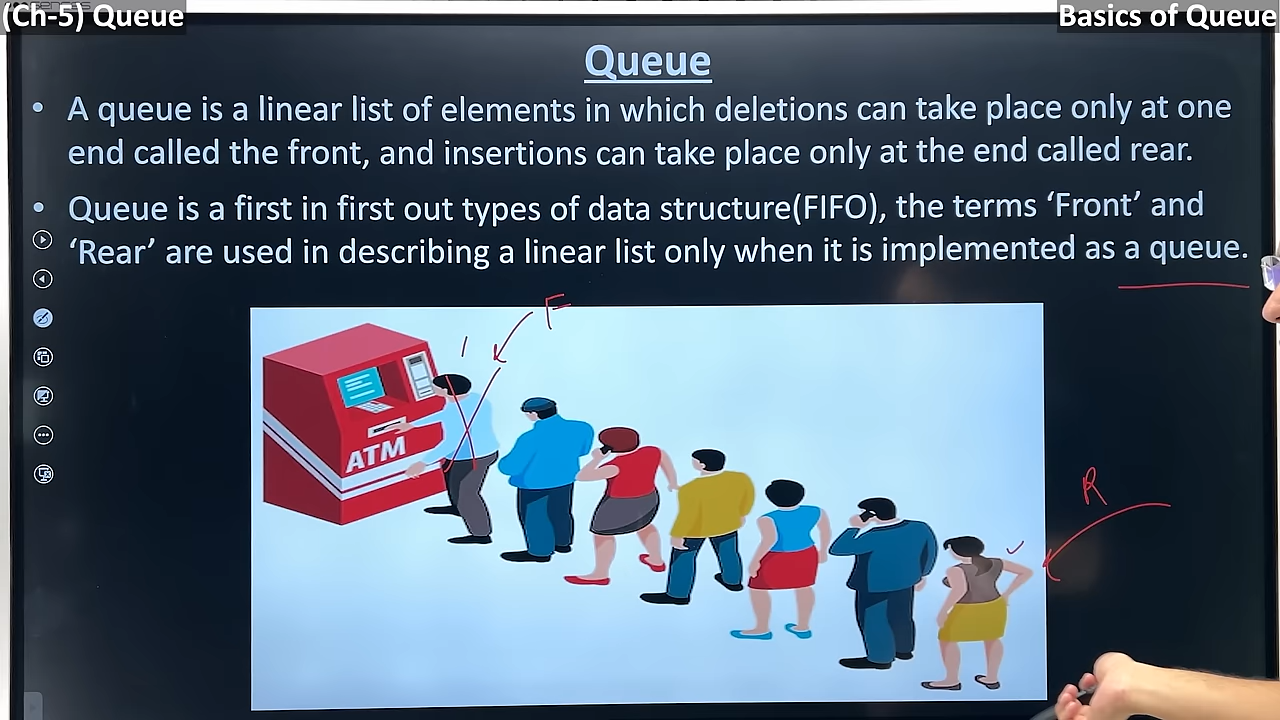 (Ch-5) Queue
Basics of Queue
Queue
• A queue is a linear list of elements in which deletions can take place only at one
end called the front, and insertions can take place only at the end called rear.
• Queue is a first in first out types of data structure(FIFO), the terms ‘Front’ and
‘Rear’ are used in describing a linear list only when it is implemented as a queue.
F
1
ATM
R